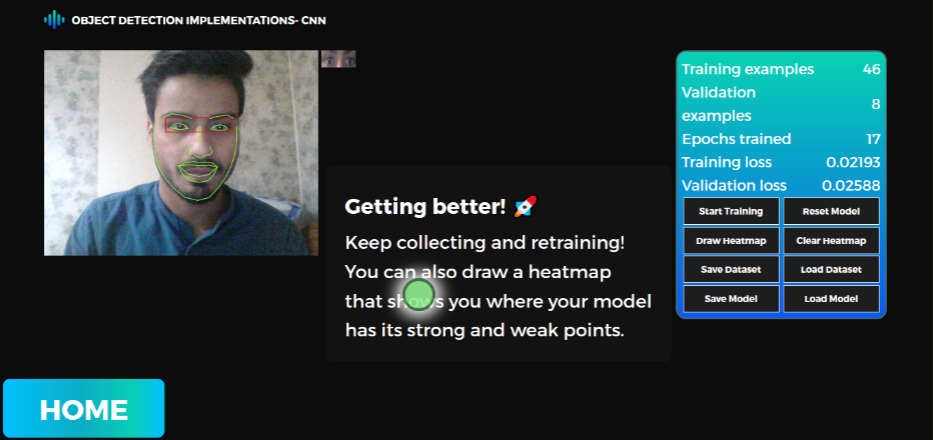 OBJECT DETECTION IMPLEMENTATIONS- CNN
Training examples 46
Validation examples 8
Epochs trained 17
Training loss 0.02193
Validation loss 0.02588
Start Training Reset Model
Draw Heatmap Clear Heatmap
Save Dataset Load Dataset
Save Model Load Model
Getting better! 🚀
Keep collecting and retraining!
You can also draw a heatmap
that shows you where your model
has its strong and weak points.
HOME